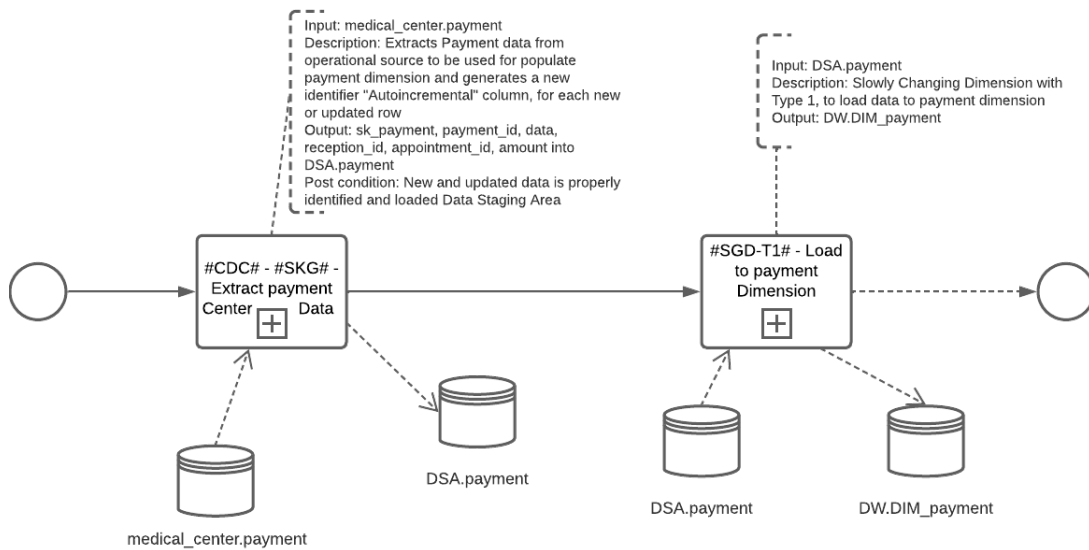 Input: medical_center.payment
Description: Extracts Payment data from
operational source to be used for populate
payment dimension and generates a new
identifier "Autoincremental" column, for each new
or updated row
Output: sk_payment, payment_id, data,
reception_id, appointment_id, amount into
DSA.payment
Post condition: New and updated data is properly
identified and loaded Data Staging Area
Input: DSA.payment
Description: Slowly Changing Dimension with
Type 1, to load data to payment dimension
Output: DW.DIM_payment
#CDC# - #SKG# -
Extract payment
Center Data
#SGD-T1# - Load
to payment
Dimension
medical_center.payment
DSA.payment
DSA.payment
DW.DIM_payment